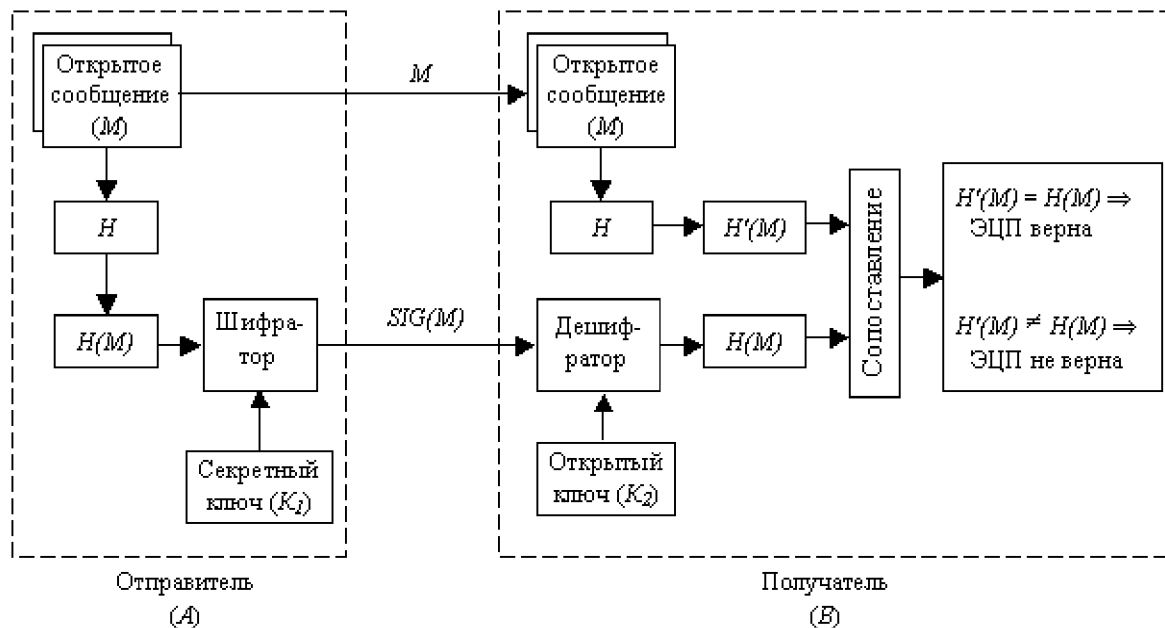 Открытое
сообщение
(M)
M
Открытое
сообщение
(M)
H
H
H'(M)
Сопоставление
H'(M) = H(M) ⇒
ЭЦП верна
H'(M) ≠ H(M) ⇒
ЭЦП не верна
H(M)
Шифра-
тор
SIG(M)
Дешиф-
ратор
H(M)
Секретный
ключ (K₁)
Открытый
ключ (K₂)
Отправитель
(A)
Получатель
(B)